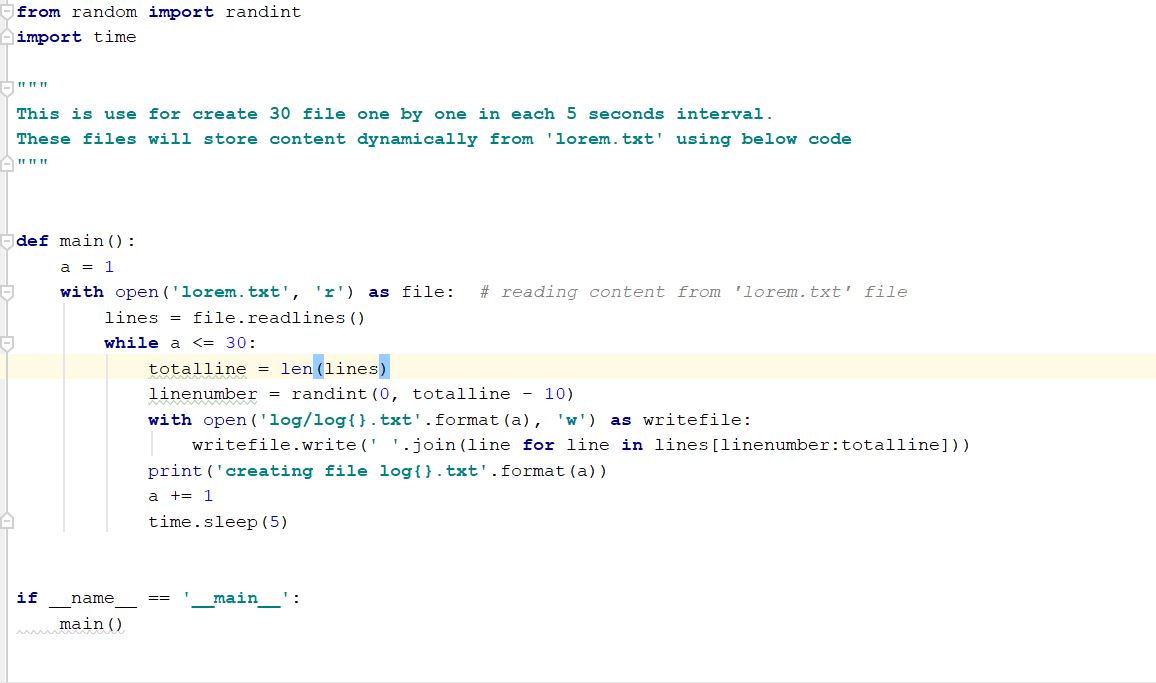 from random import randint
import time
"""
This is use for create 30 file one by one in each 5 seconds interval.
These files will store content dynamically from 'lorem.txt' using below code
"""
def main():
    a = 1
    with open('lorem.txt', 'r') as file:  # reading content from 'lorem.txt' file
        lines = file.readlines()
        while a <= 30:
            totalline = len(lines)
            linenumber = randint(0, totalline - 10)
            with open('log/log{}.txt'.format(a), 'w') as writefile:
                writefile.write(' '.join(line for line in lines[linenumber:totalline]))
            print('creating file log{}.txt'.format(a))
            a += 1
            time.sleep(5)
if __name__ == '__main__':
    main()